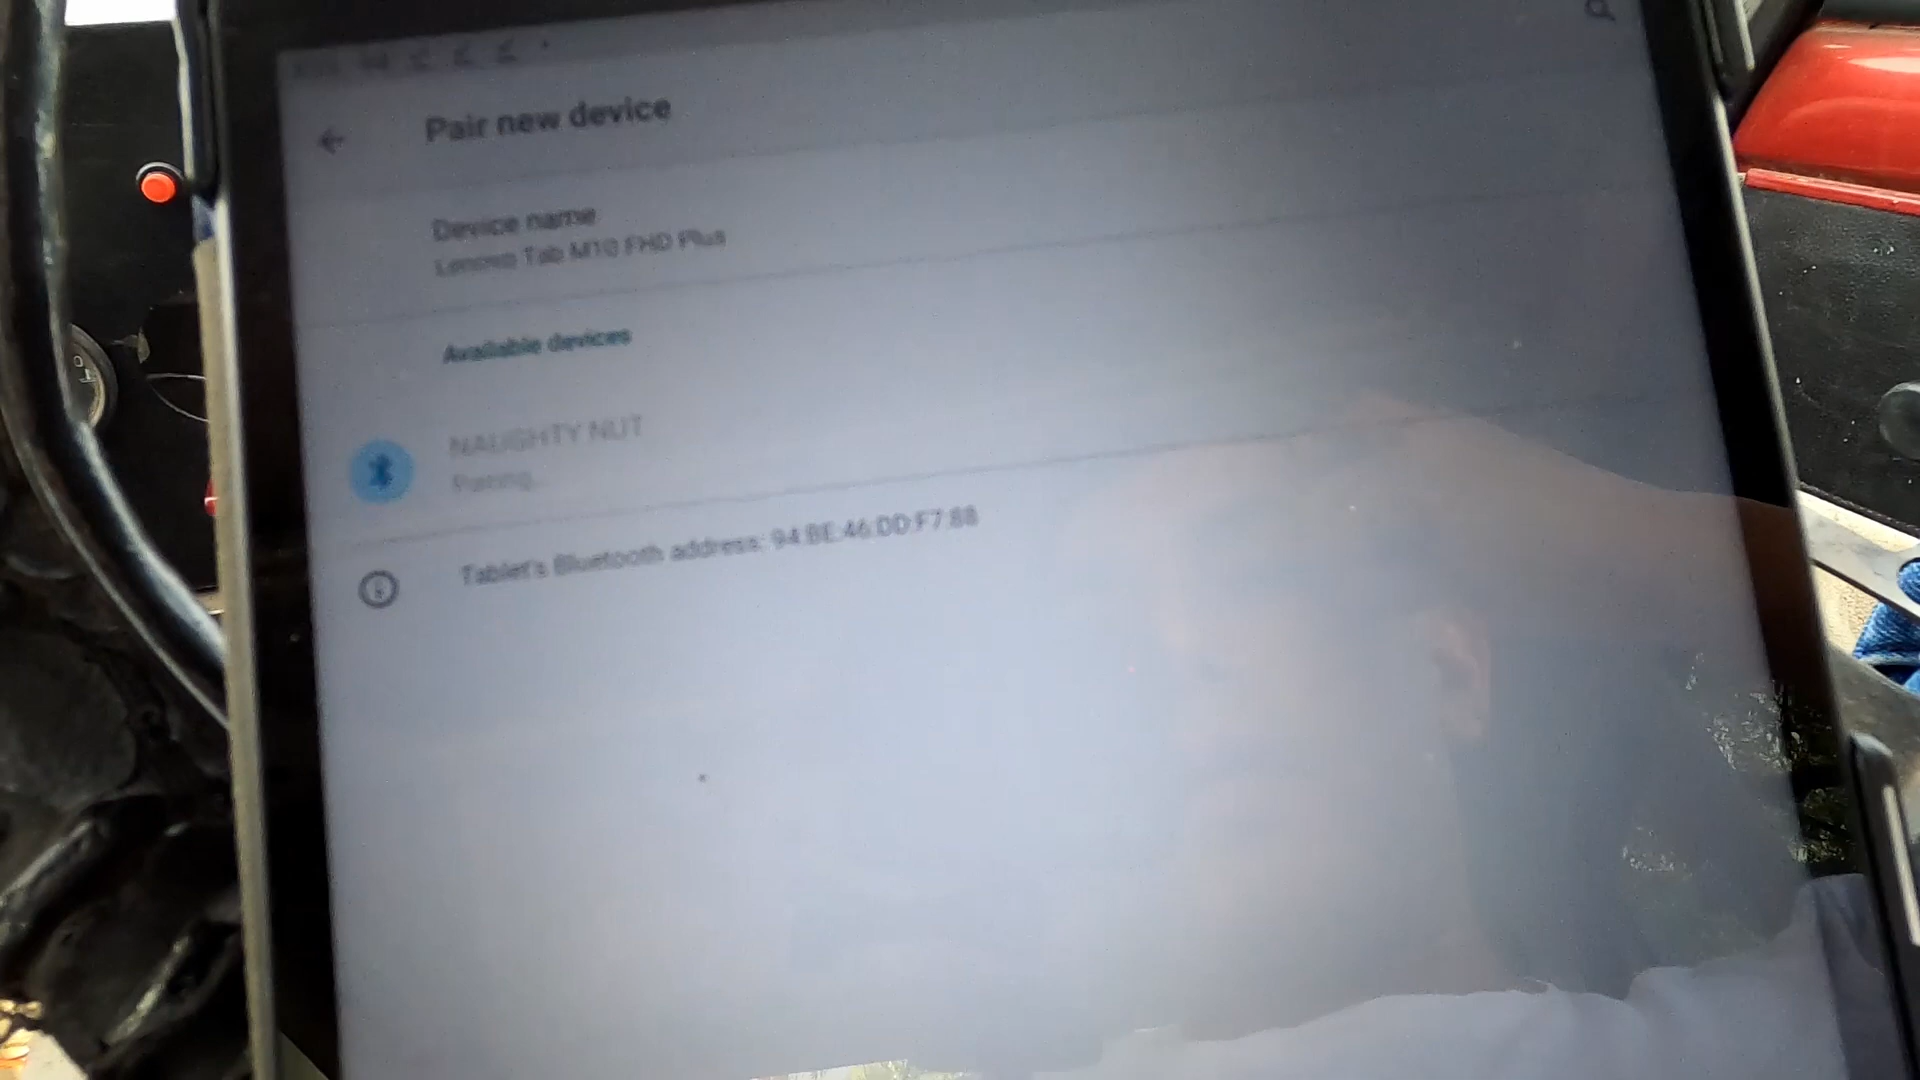 Pair new device
Device name
Lenovo Tab M10 FHD Plus
Available devices
NAUGHTY NUT
Pairing...
Tablet's Bluetooth address: 94:BE:46:DD:F7:88